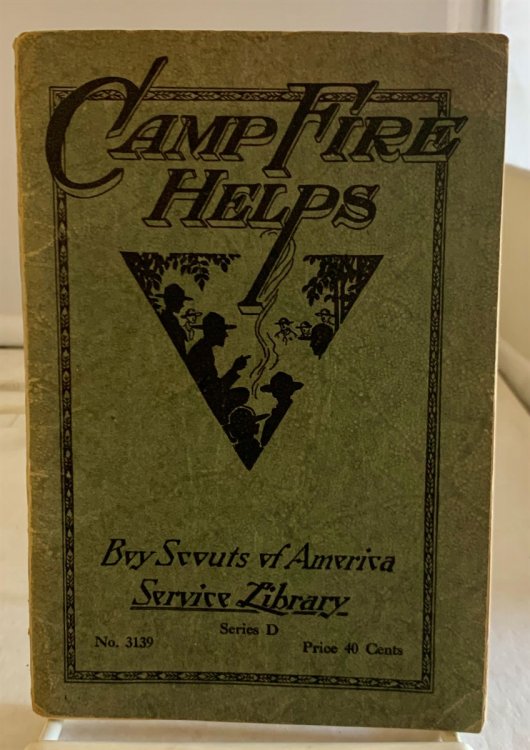 CAMP FIRE
HELPS
Boy Scouts of America
Service Library
Series D
No. 3139
Price 40 Cents